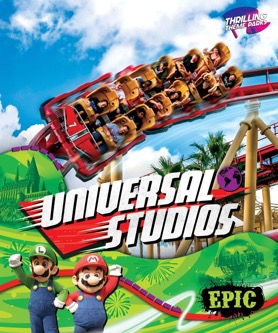 THRILLING
THEME PARKS
UNIVERSAL
STUDIOS
EPIC